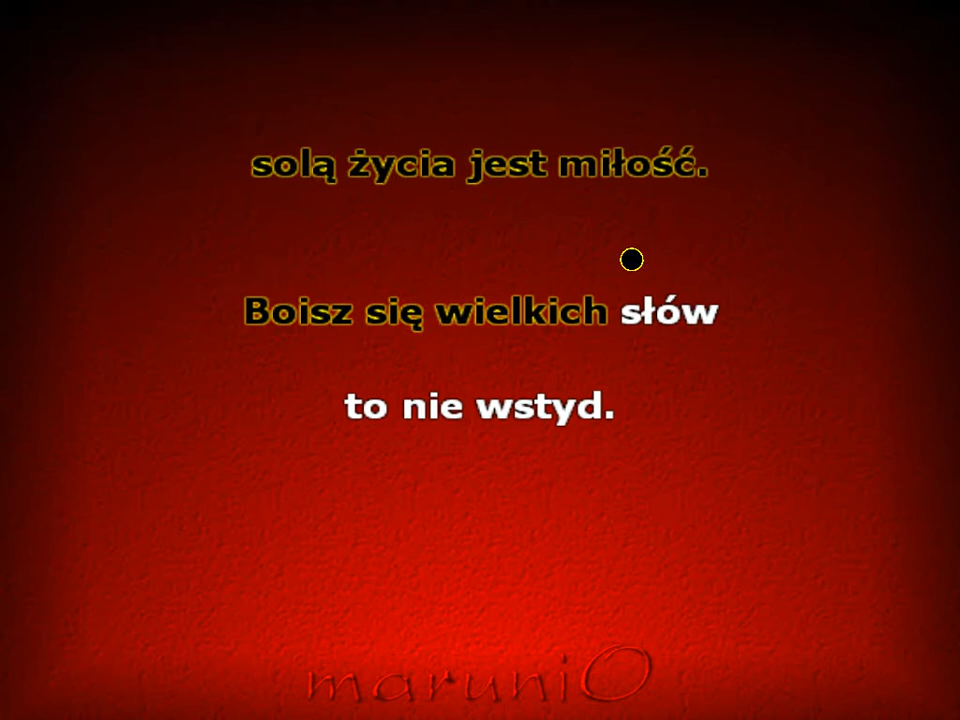 solą życia jest miłość.
Boisz się wielkich słów
to nie wstyd.
maruniO